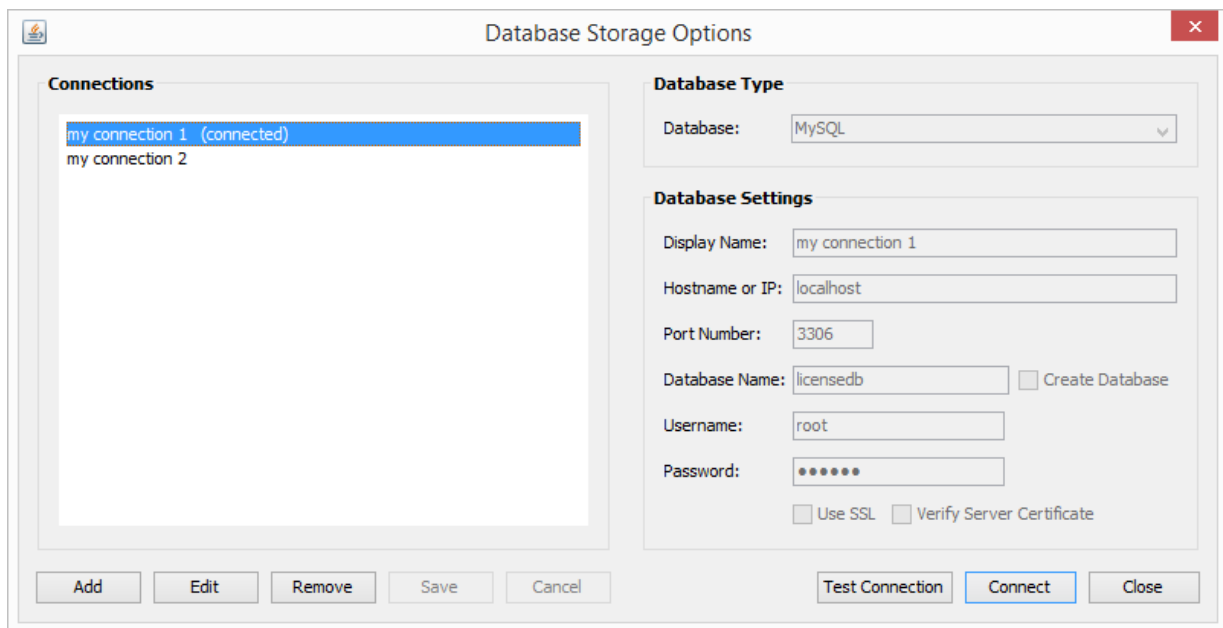 Database Storage Options
Connections
my connection 1 (connected)
my connection 2
Database Type
Database: MySQL
Database Settings
Display Name: my connection 1
Hostname or IP: localhost
Port Number: 3306
Database Name: licensedb Create Database
Username: root
Password: ●●●●●●
Use SSL Verify Server Certificate
Add Edit Remove Save Cancel Test Connection Connect Close